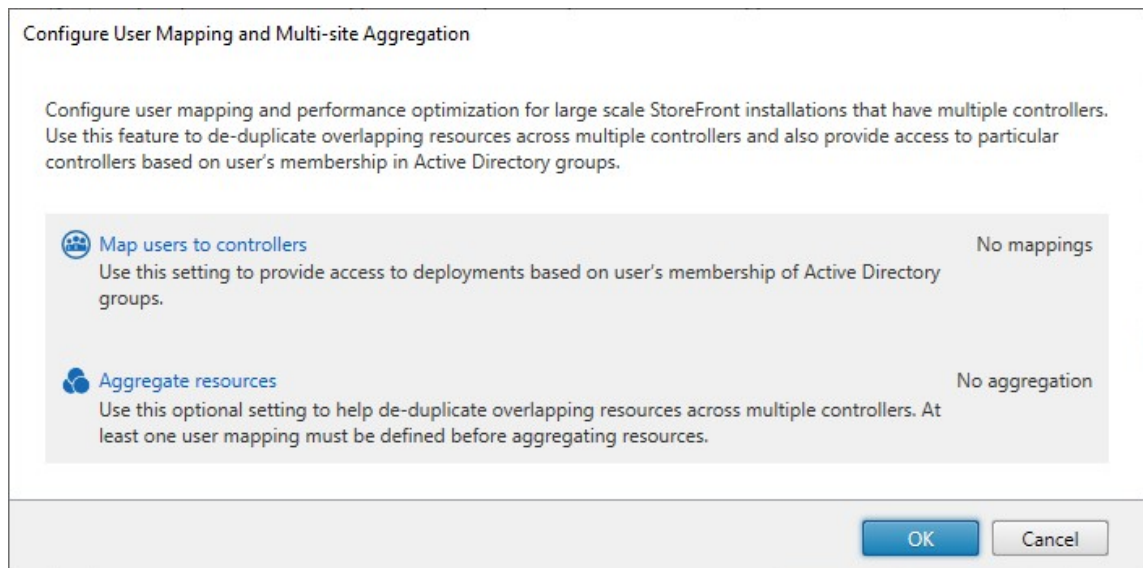 Configure User Mapping and Multi-site Aggregation
Configure user mapping and performance optimization for large scale StoreFront installations that have multiple controllers.
Use this feature to de-duplicate overlapping resources across multiple controllers and also provide access to particular
controllers based on user's membership in Active Directory groups.
Map users to controllers
No mappings
Use this setting to provide access to deployments based on user's membership of Active Directory
groups.
Aggregate resources
No aggregation
Use this optional setting to help de-duplicate overlapping resources across multiple controllers. At
least one user mapping must be defined before aggregating resources.
OK
Cancel